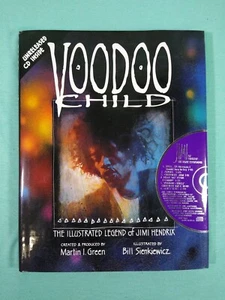 UNRELEASED
CD INSIDE
VOODOO
CHILD
THE ILLUSTRATED LEGEND of JIMI HENDRIX
CREATED & PRODUCED BY
Martin I. Green
ILLUSTRATED BY
Bill Sienkiewicz